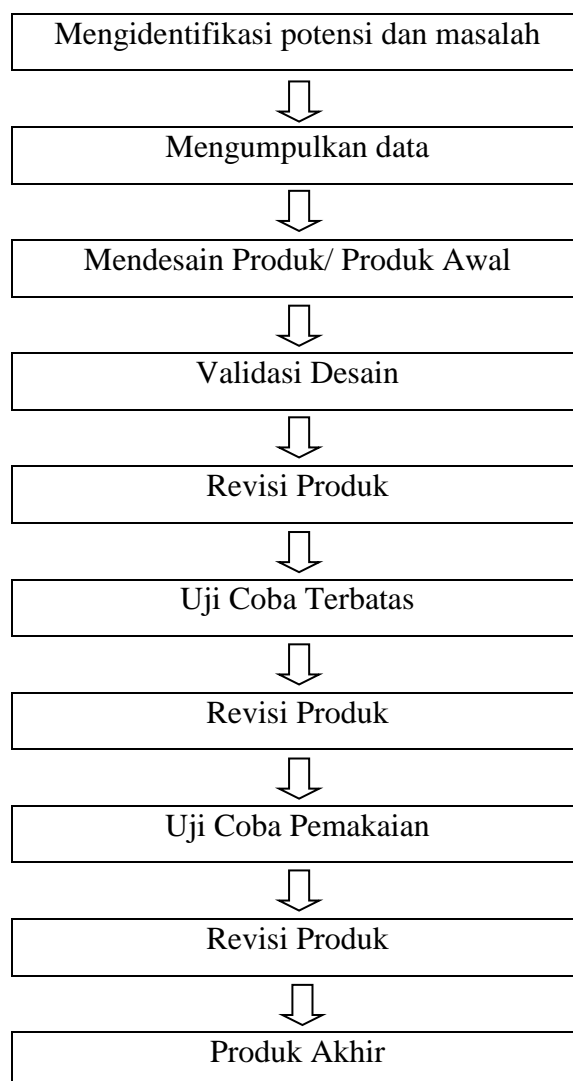 Mengidentifikasi potensi dan masalah
Mengumpulkan data
Mendesain Produk/ Produk Awal
Validasi Desain
Revisi Produk
Uji Coba Terbatas
Revisi Produk
Uji Coba Pemakaian
Revisi Produk
Produk Akhir